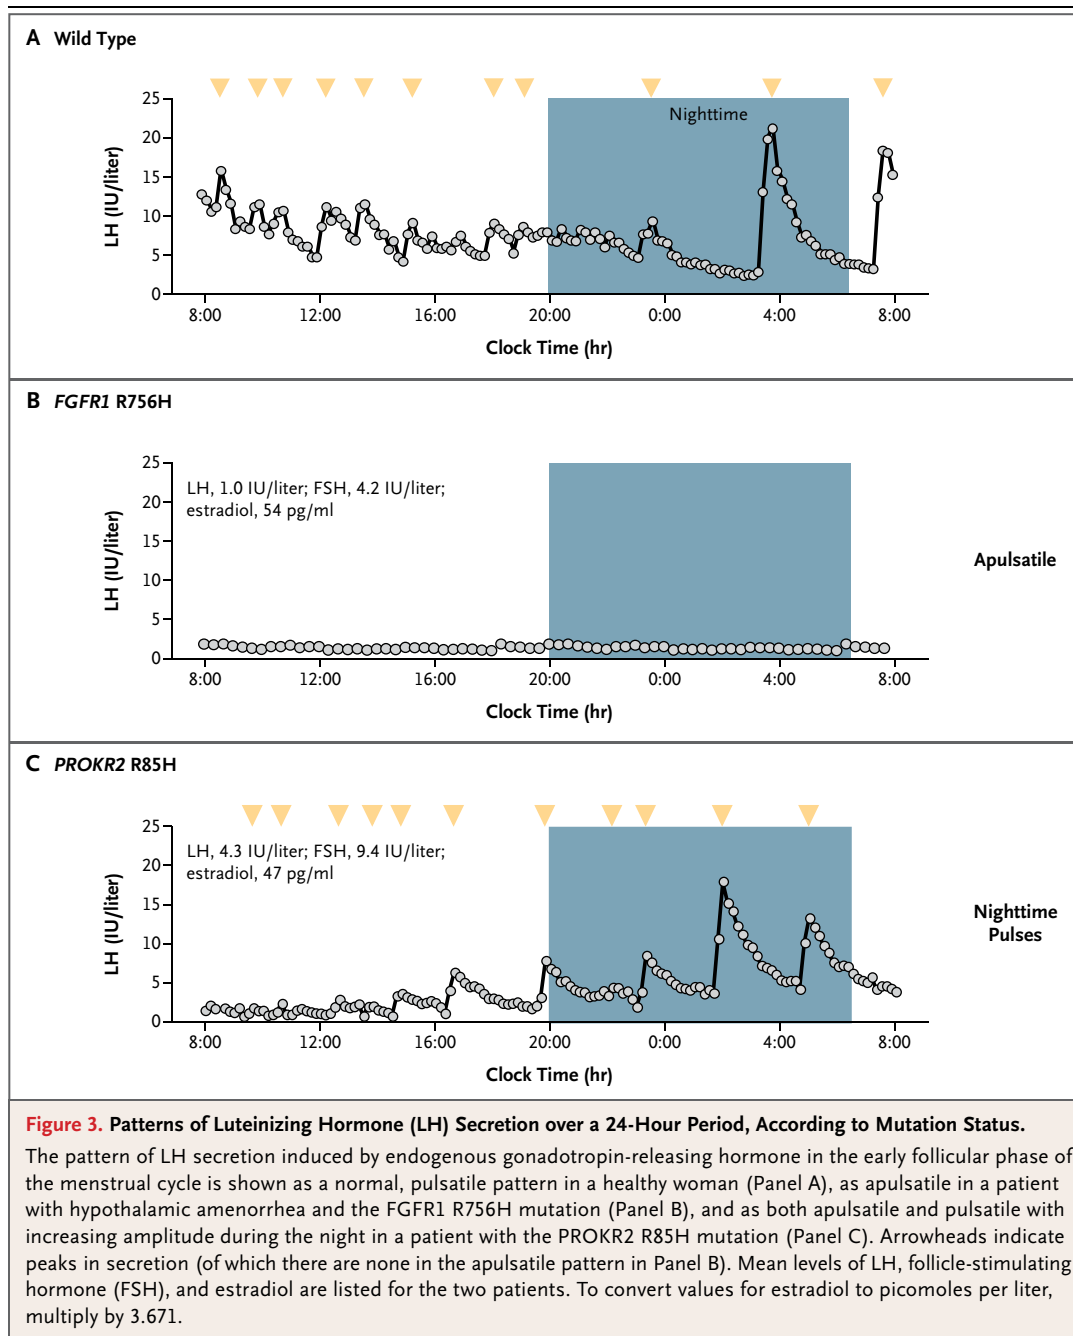 A Wild Type
25
20
15
10
5
0
LH (IU/liter)
Nighttime
8:00 12:00 16:00 20:00 0:00 4:00 8:00
Clock Time (hr)
B FGFR1 R756H
25
20
15
10
5
0
LH (IU/liter)
LH, 1.0 IU/liter; FSH, 4.2 IU/liter;
estradiol, 54 pg/ml
Apulsatile
8:00 12:00 16:00 20:00 0:00 4:00 8:00
Clock Time (hr)
C PROKR2 R85H
25
20
15
10
5
0
LH (IU/liter)
LH, 4.3 IU/liter; FSH, 9.4 IU/liter;
estradiol, 47 pg/ml
Nighttime
Pulses
8:00 12:00 16:00 20:00 0:00 4:00 8:00
Clock Time (hr)
Figure 3. Patterns of Luteinizing Hormone (LH) Secretion over a 24-Hour Period, According to Mutation Status.
The pattern of LH secretion induced by endogenous gonadotropin-releasing hormone in the early follicular phase of
the menstrual cycle is shown as a normal, pulsatile pattern in a healthy woman (Panel A), as apulsatile in a patient
with hypothalamic amenorrhea and the FGFR1 R756H mutation (Panel B), and as both apulsatile and pulsatile with
increasing amplitude during the night in a patient with the PROKR2 R85H mutation (Panel C). Arrowheads indicate
peaks in secretion (of which there are none in the apulsatile pattern in Panel B). Mean levels of LH, follicle-stimulating
hormone (FSH), and estradiol are listed for the two patients. To convert values for estradiol to picomoles per liter,
multiply by 3.671.